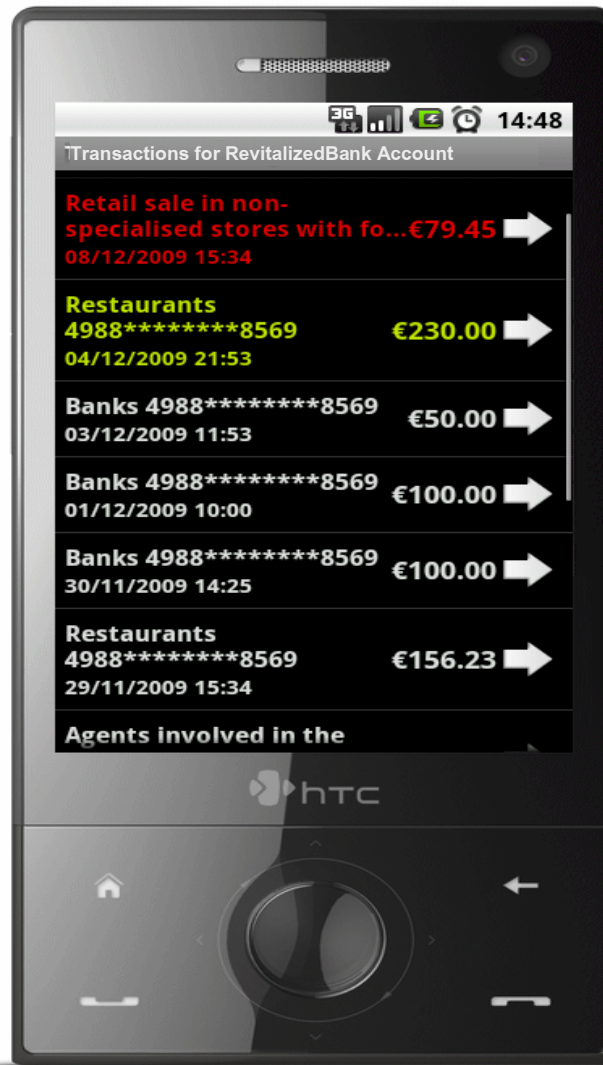 3G
14:48
iTransactions for RevitalizedBank Account
Retail sale in non-
specialised stores with fo...€79.45
08/12/2009 15:34
Restaurants
4988********8569 €230.00
04/12/2009 21:53
Banks 4988********8569
€50.00
03/12/2009 11:53
Banks 4988********8569
€100.00
01/12/2009 10:00
Banks 4988********8569
€100.00
30/11/2009 14:25
Restaurants
4988********8569 €156.23
29/11/2009 15:34
Agents involved in the
hTC